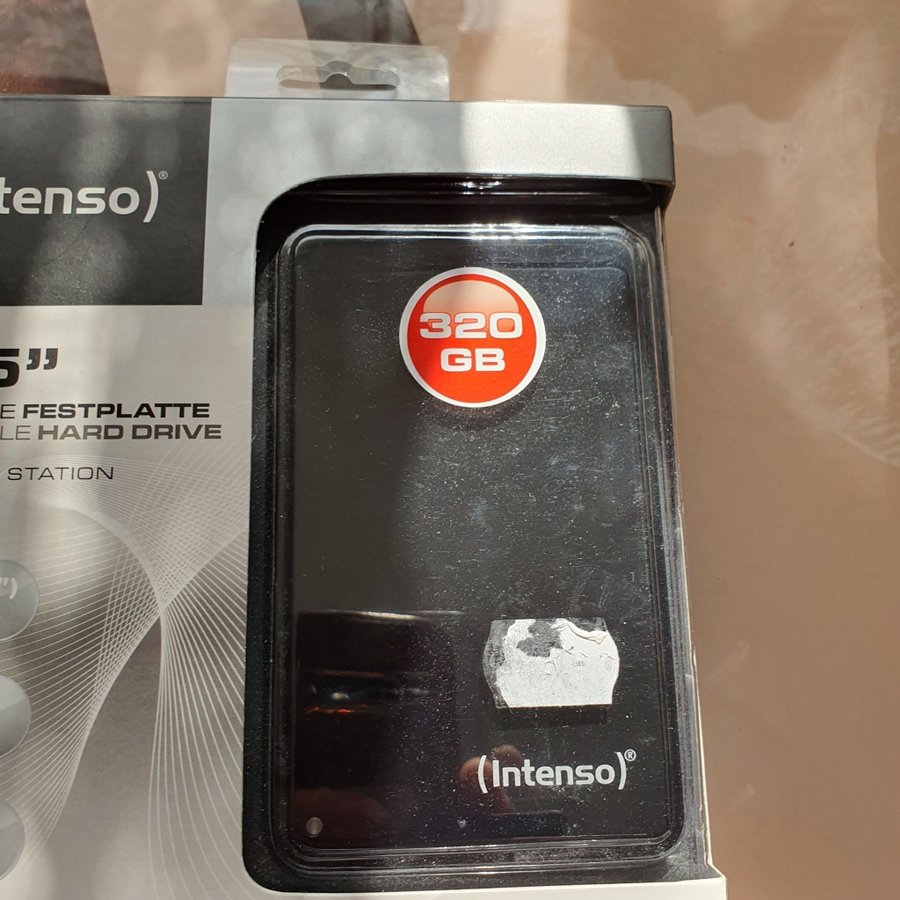 tenso)®
5”
E FESTPLATTE
LE HARD DRIVE
STATION
320
GB
(Intenso)®